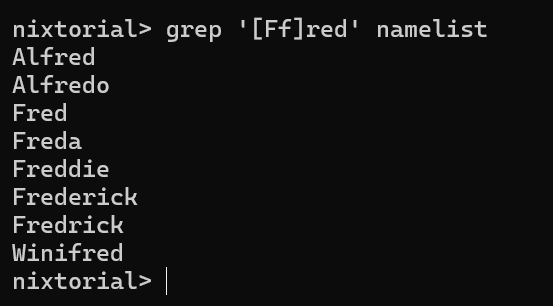 nixtorial> grep '[Ff]red' namelist
Alfred
Alfredo
Fred
Freda
Freddie
Frederick
Fredrick
Winifred
nixtorial>